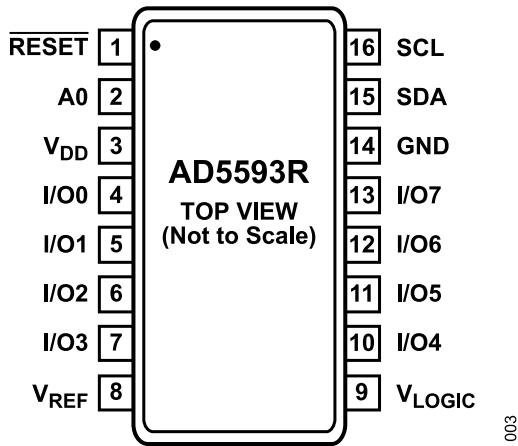 RESET 1
A0 2
VDD 3
I/O0 4
I/O1 5
I/O2 6
I/O3 7
VREF 8
AD5593R
TOP VIEW
(Not to Scale)
16 SCL
15 SDA
14 GND
13 I/O7
12 I/O6
11 I/O5
10 I/O4
9 VLOGIC
003